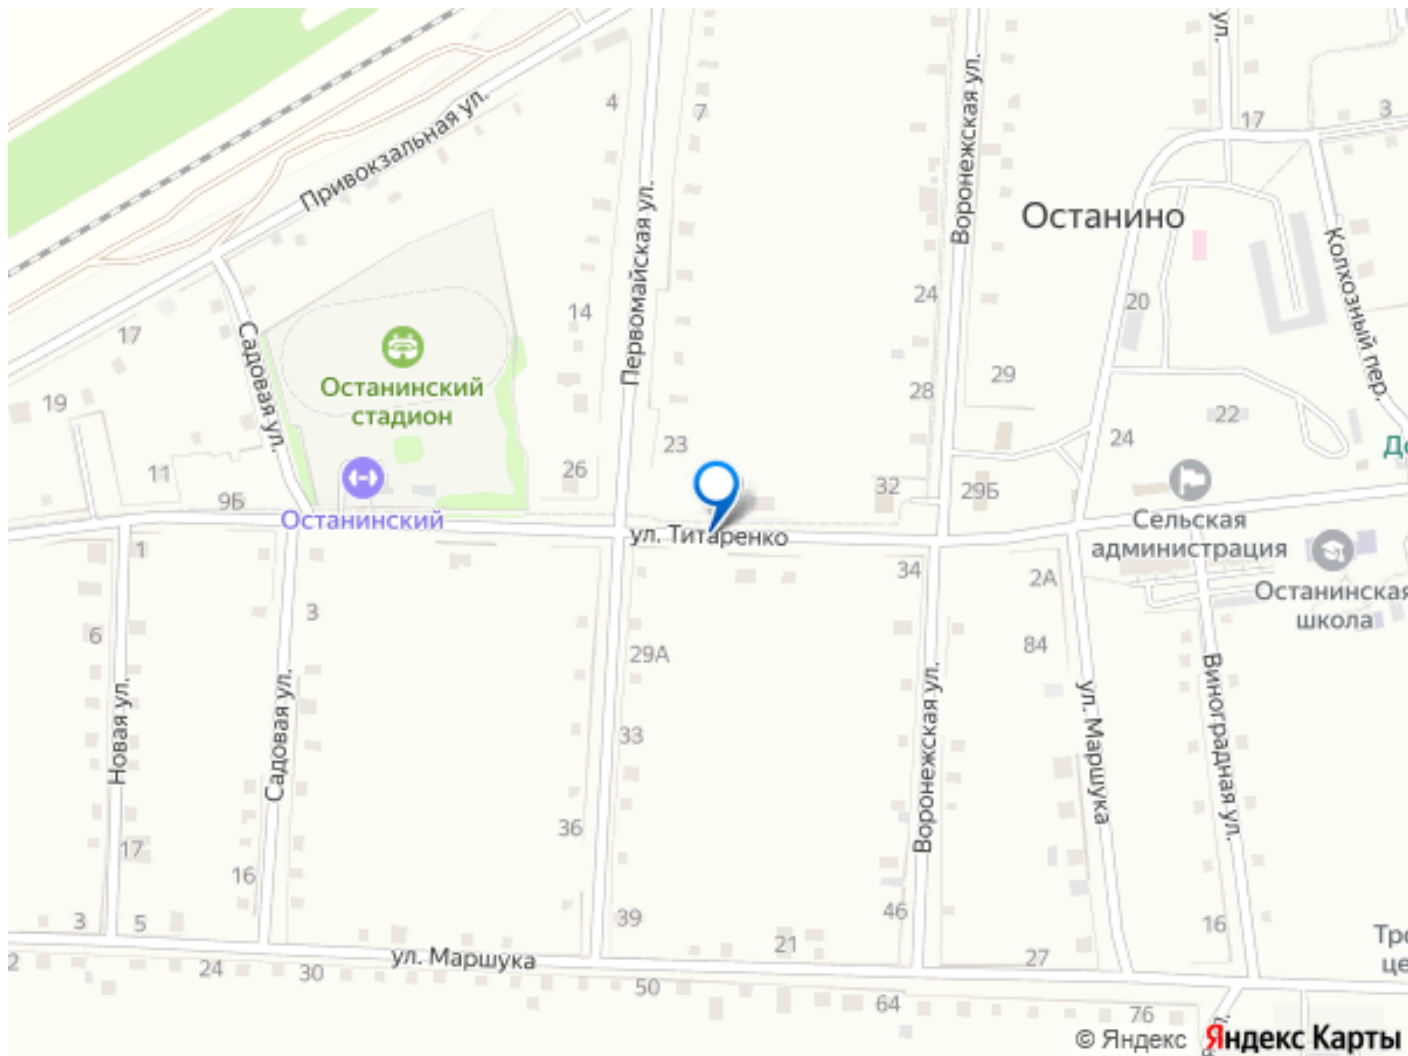 ул.
Воронежская ул.
4
7
17
3
Привокзальная ул.
Первомайская ул.
Останино
Колхозный пер.
14
24
20
17
Садовая ул.
Останинский
стадион
28
29
22
19
23
24
11
26
32
29Б
9Б
Останинский
ул. Титаренко
Сельская
администрация
1
34
2А
Останинская
школа
6
3
29А
84
Новая ул.
Садовая ул.
33
Воронежская ул.
ул. Маршука
Виноградная ул.
17
36
16
3
5
39
46
16
21
ул. Маршука
27
24
30
50
64
76
© Яндекс
Яндекс Карты